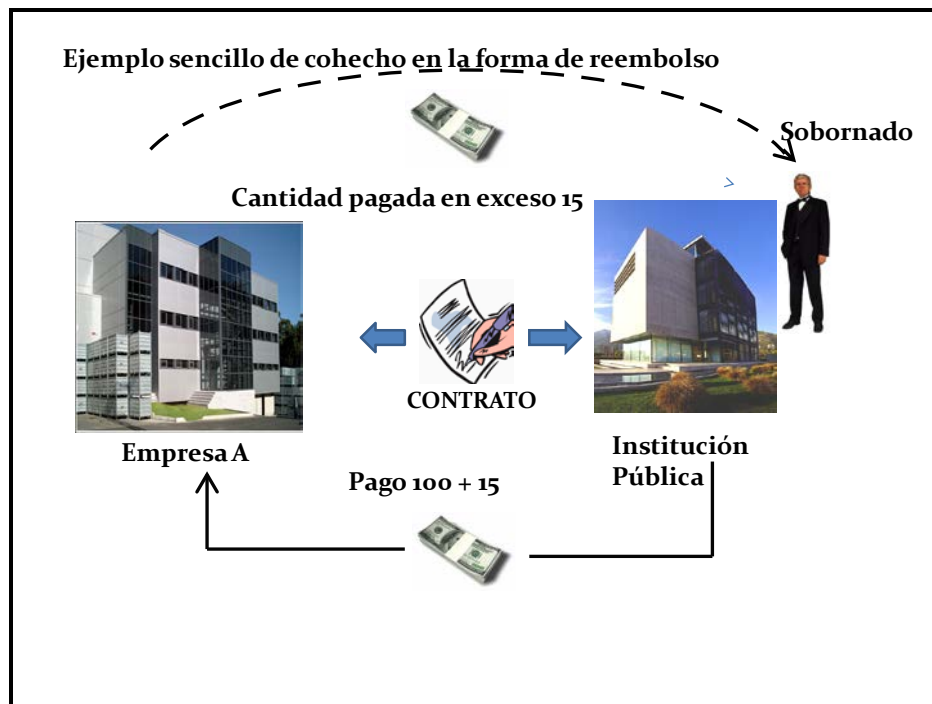 Ejemplo sencillo de cohecho en la forma de reembolso
Sobornado
Cantidad pagada en exceso 15
CONTRATO
Empresa A
Institución
Pública
Pago 100 + 15